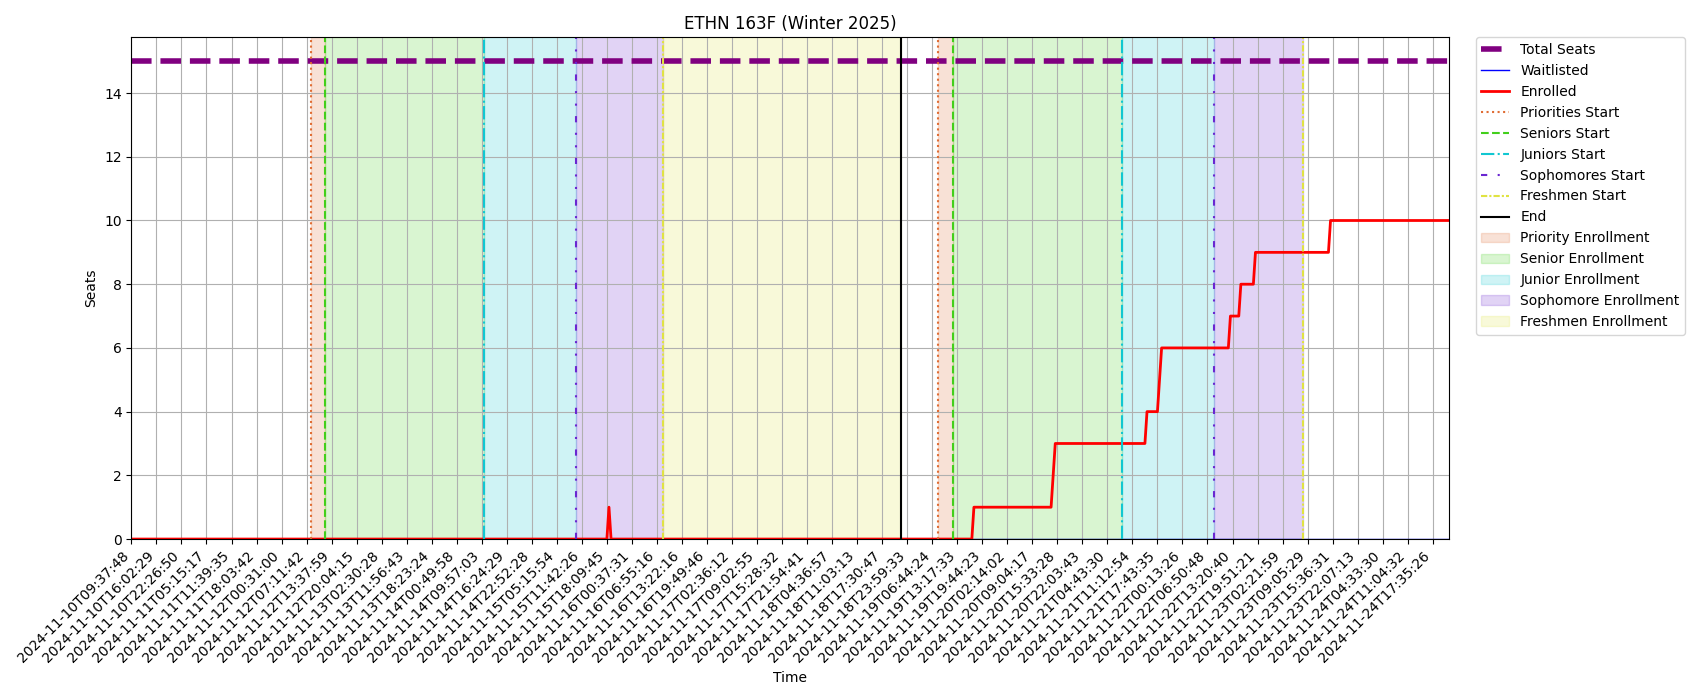 ETHN 163F (Winter 2025)
Seats
14
12
10
8
6
4
2
0
2024-11-10T09:37:48
2024-11-10T16:02:29
2024-11-10T22:26:50
2024-11-11T05:15:17
2024-11-11T11:39:35
2024-11-11T18:03:42
2024-11-12T00:31:00
2024-11-12T07:11:42
2024-11-12T13:37:59
2024-11-12T20:04:15
2024-11-13T02:30:28
2024-11-13T11:56:43
2024-11-13T18:23:24
2024-11-14T00:49:58
2024-11-14T09:57:03
2024-11-14T16:24:29
2024-11-14T22:52:28
2024-11-15T05:15:54
2024-11-15T11:42:26
2024-11-15T18:09:45
2024-11-16T00:37:31
2024-11-16T06:55:16
2024-11-16T13:22:16
2024-11-16T19:49:46
2024-11-17T02:36:12
2024-11-17T09:02:55
2024-11-17T15:28:32
2024-11-17T21:54:41
2024-11-18T04:36:57
2024-11-18T11:03:13
2024-11-18T17:30:47
2024-11-18T23:59:33
2024-11-19T06:44:24
2024-11-19T13:17:33
2024-11-19T19:44:23
2024-11-20T02:14:02
2024-11-20T09:04:17
2024-11-20T15:33:28
2024-11-20T22:03:43
2024-11-21T04:43:30
2024-11-21T11:12:54
2024-11-21T17:43:35
2024-11-22T00:13:26
2024-11-22T06:50:48
2024-11-22T13:20:40
2024-11-22T19:51:21
2024-11-23T02:21:59
2024-11-23T09:05:29
2024-11-23T15:36:31
2024-11-23T22:07:13
2024-11-24T04:33:30
2024-11-24T11:04:32
2024-11-24T17:35:26
Time
Total Seats
Waitlisted
Enrolled
Priorities Start
Seniors Start
Juniors Start
Sophomores Start
Freshmen Start
End
Priority Enrollment
Senior Enrollment
Junior Enrollment
Sophomore Enrollment
Freshmen Enrollment